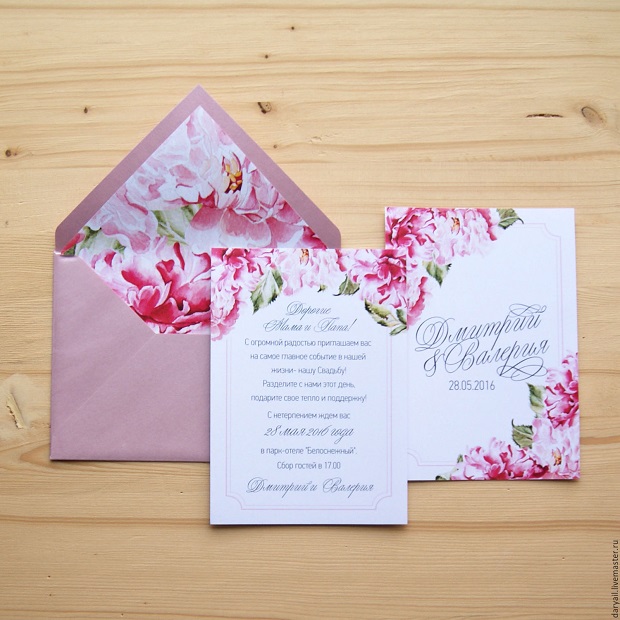 Дорогие
Мама и Папа!
С огромной радостью приглашаем вас
на самое главное событие в нашей
жизни- нашу Свадьбу!
Разделите с нами этот день,
подарите свое тепло и поддержку!
С нетерпением ждем вас
28 мая 2016 года
в парк-отеле "Белоснежный".
Сбор гостей в 17.00
Дмитрий и Валерия
Дмитрий
& Валерия
28.05.2016
daryail.livemaster.ru